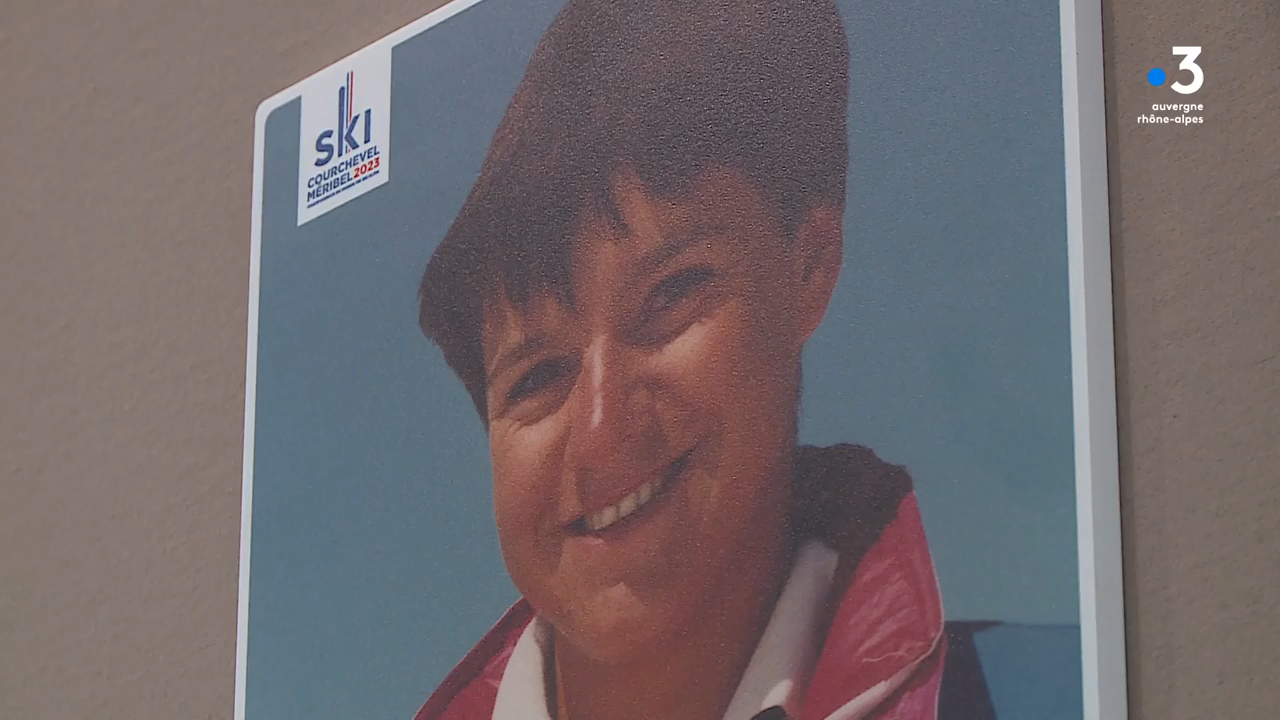 SKI
COURCHEVEL
MÉRIBEL2023
3
auvergne
rhône-alpes